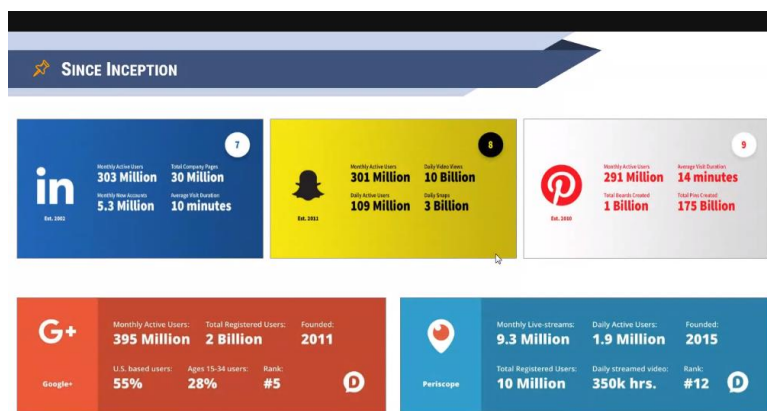 SINCE INCEPTION
7
Monthly Active Users Total Company Pages
303 Million 30 Million
Monthly New Accounts Average Visit Duration
5.3 Million 10 minutes
in
Est. 2002
8
Monthly Active Users Daily Video Views
301 Million 10 Billion
Daily Active Users Daily Snaps
109 Million 3 Billion
Est. 2011
9
Monthly Active Users Average Visit Duration
291 Million 14 minutes
Total Boards Created Total Pins Created
1 Billion 175 Billion
Est. 2010
G+
Google+
Monthly Active Users: Total Registered Users: Founded:
395 Million 2 Billion 2011
U.S. based users: Ages 15-34 users: Rank:
55% 28% #5
Periscope
Monthly Live-streams: Daily Active Users: Founded:
9.3 Million 1.9 Million 2015
Total Registered Users: Daily streamed video: Rank:
10 Million 350k hrs. #12